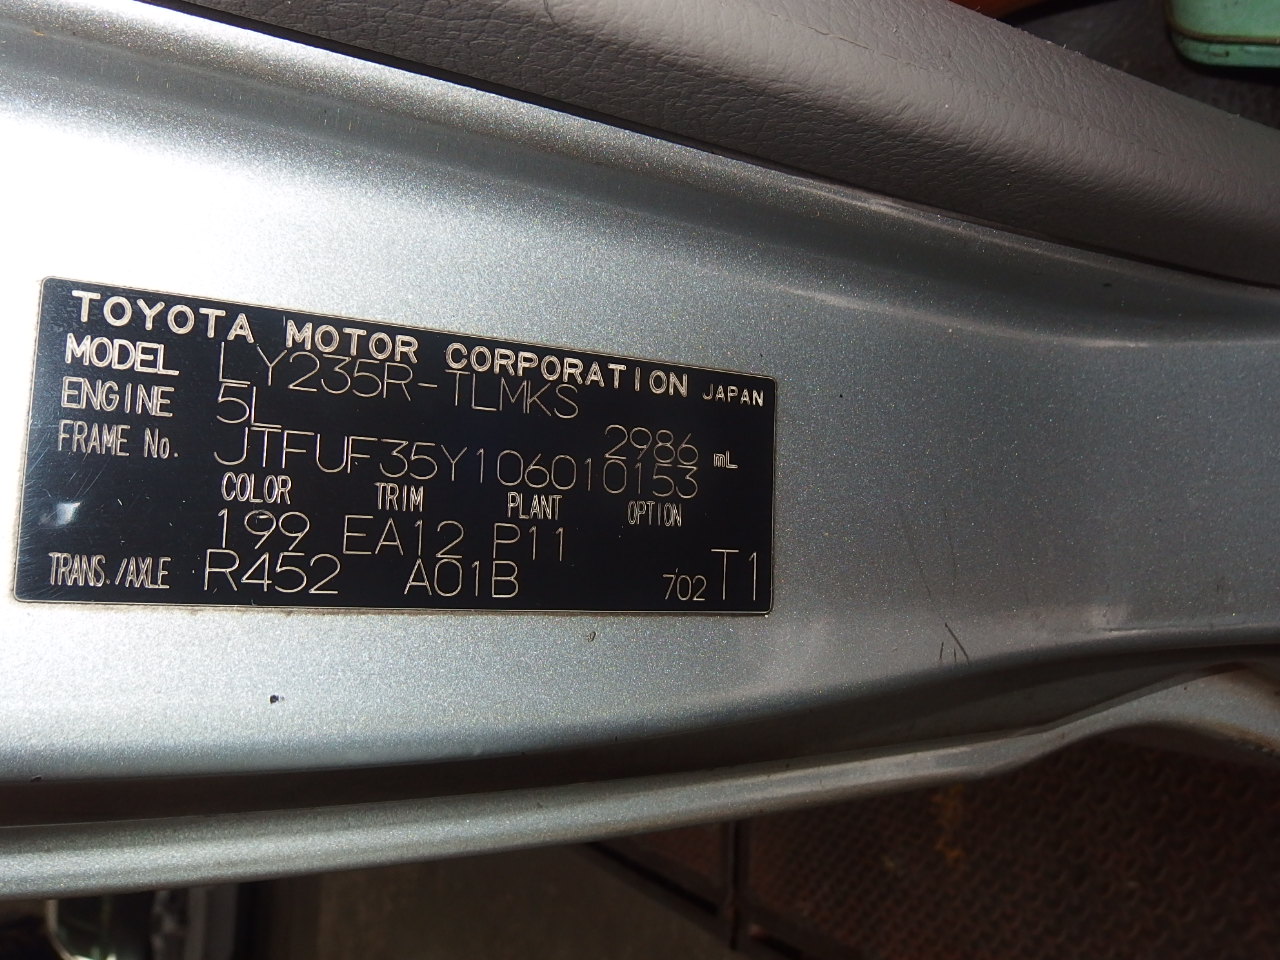 TOYOTA MOTOR CORPORATION JAPAN
MODEL LY235R-TLMKS
ENGINE 5L 2986 mL
FRAME No. JTFUF35Y106010153
COLOR TRIM PLANT OPTION
199 EA12 P11
TRANS./AXLE R452 A01B 702 T1